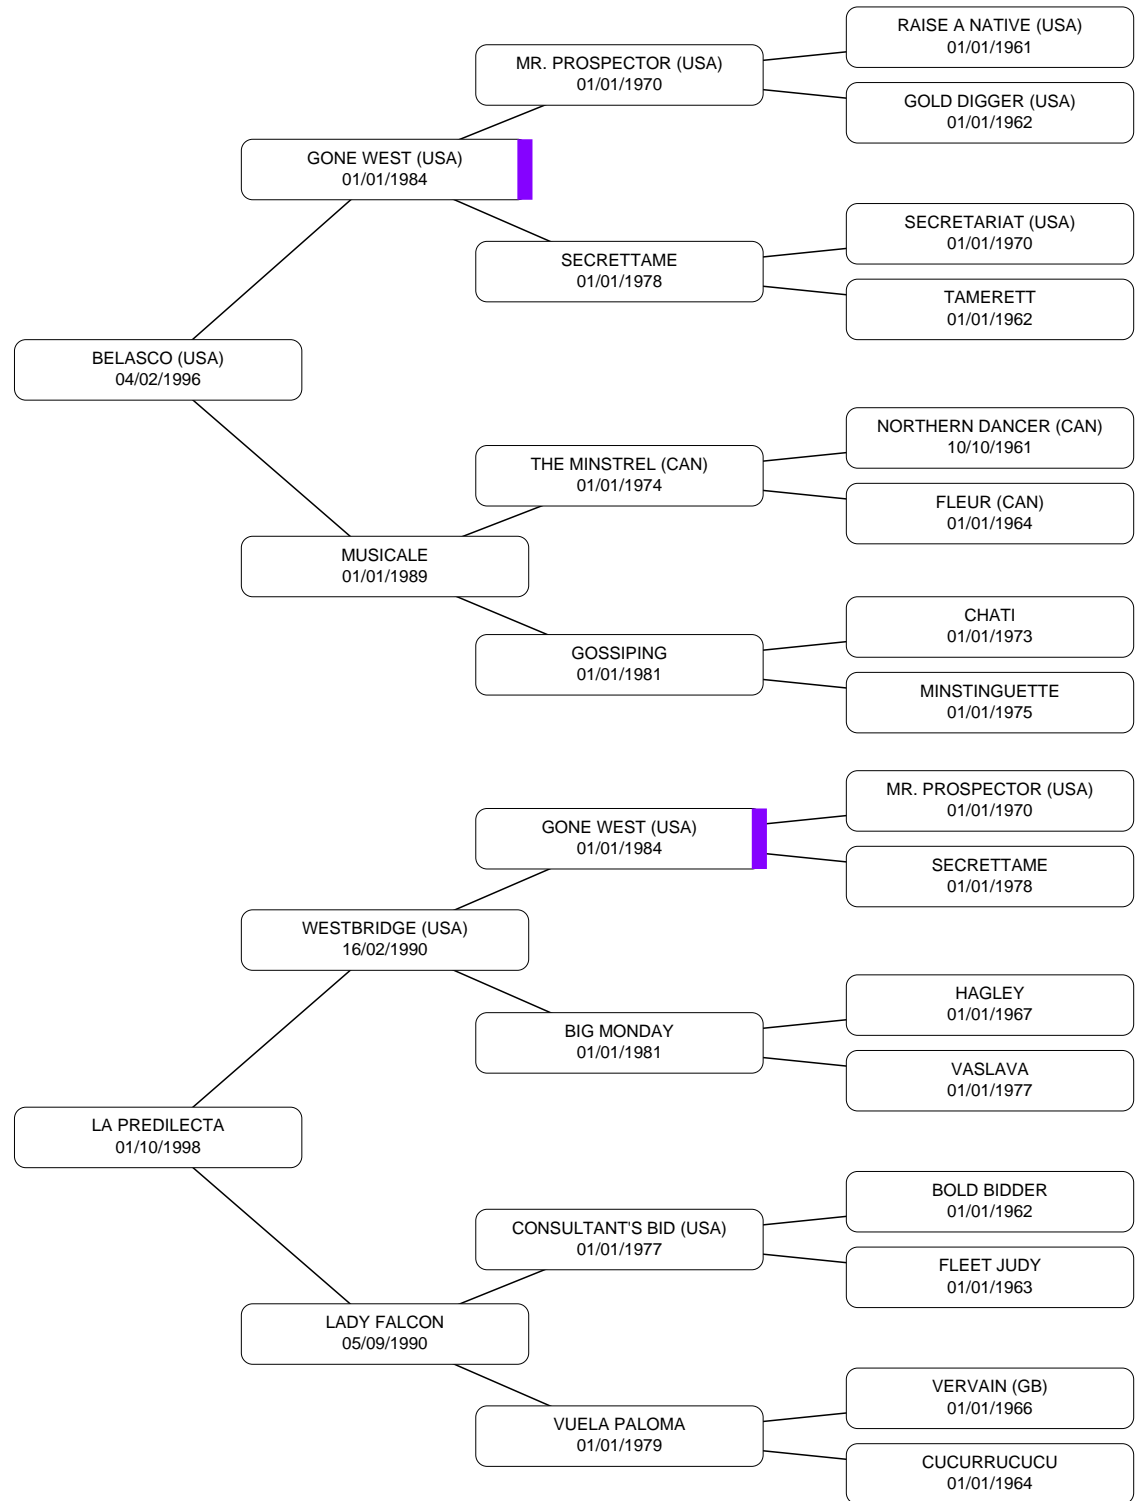 RAISE A NATIVE (USA)
01/01/1961
MR. PROSPECTOR (USA)
01/01/1970
GOLD DIGGER (USA)
01/01/1962
GONE WEST (USA)
01/01/1984
SECRETARIAT (USA)
01/01/1970
SECRETTAME
01/01/1978
TAMERETT
01/01/1962
BELASCO (USA)
04/02/1996
NORTHERN DANCER (CAN)
10/10/1961
THE MINSTREL (CAN)
01/01/1974
FLEUR (CAN)
01/01/1964
MUSICALE
01/01/1989
CHATI
01/01/1973
GOSSIPING
01/01/1981
MINSTINGUETTE
01/01/1975
MR. PROSPECTOR (USA)
01/01/1970
GONE WEST (USA)
01/01/1984
SECRETTAME
01/01/1978
WESTBRIDGE (USA)
16/02/1990
HAGLEY
01/01/1967
BIG MONDAY
01/01/1981
VASLAVA
01/01/1977
LA PREDILECTA
01/10/1998
BOLD BIDDER
01/01/1962
CONSULTANT'S BID (USA)
01/01/1977
FLEET JUDY
01/01/1963
LADY FALCON
05/09/1990
VERVAIN (GB)
01/01/1966
VUELA PALOMA
01/01/1979
CUCURRUCUCU
01/01/1964